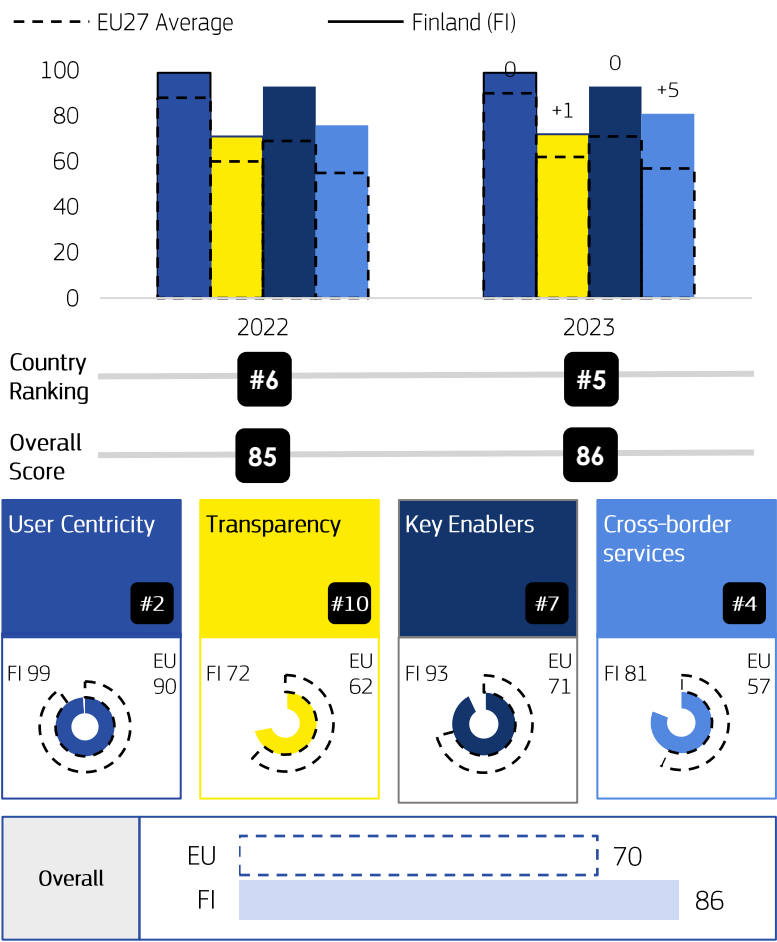 EU27 Average Finland (FI)
100
80
60
40
20
0
0
+1
0
+5
2022 2023
Country
Ranking
#6 #5
Overall
Score
85 86
User Centricity
#2
FI 99
EU
90
Transparency
#10
FI 72
EU
62
Key Enablers
#7
FI 93
EU
71
Cross-border
services
#4
FI 81
EU
57
Overall
EU 70
FI 86